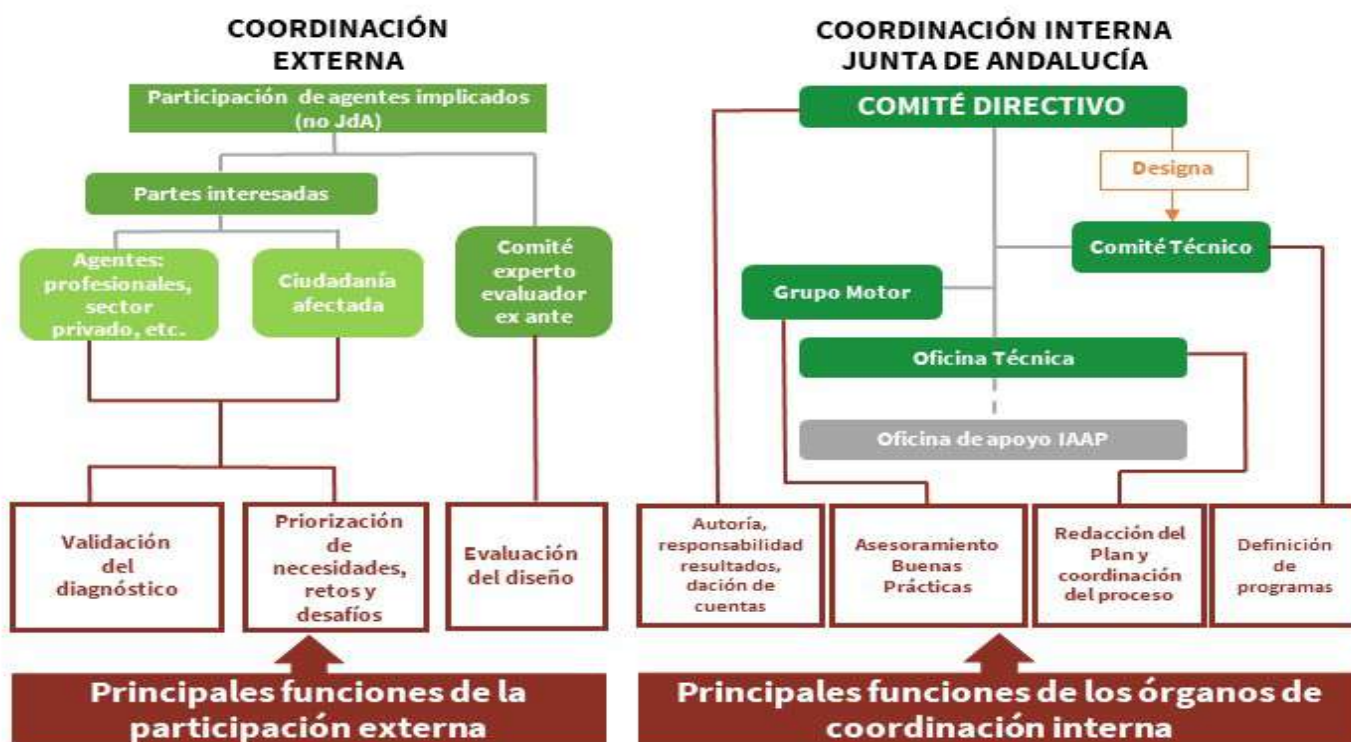 COORDINACIÓN
EXTERNA
Participación de agentes implicados
(no JdA)
Partes interesadas
Agentes:
profesionales,
sector
privado, etc.
Ciudadanía
afectada
Comité
experto
evaluador
ex ante
Validación
del
diagnóstico
Priorización
de
necesidades,
retos y
desafíos
Evaluación
del diseño
Principales funciones de la
participación externa
COORDINACIÓN INTERNA
JUNTA DE ANDALUCÍA
COMITÉ DIRECTIVO
Designa
Comité Técnico
Grupo Motor
Oficina Técnica
Oficina de apoyo IAAP
Autoría,
responsabilidad
resultados,
dación de
cuentas
Asesoramiento
Buenas
Prácticas
Redacción del
Plan y
coordinación
del proceso
Definición
de
programas
Principales funciones de los órganos de
coordinación interna